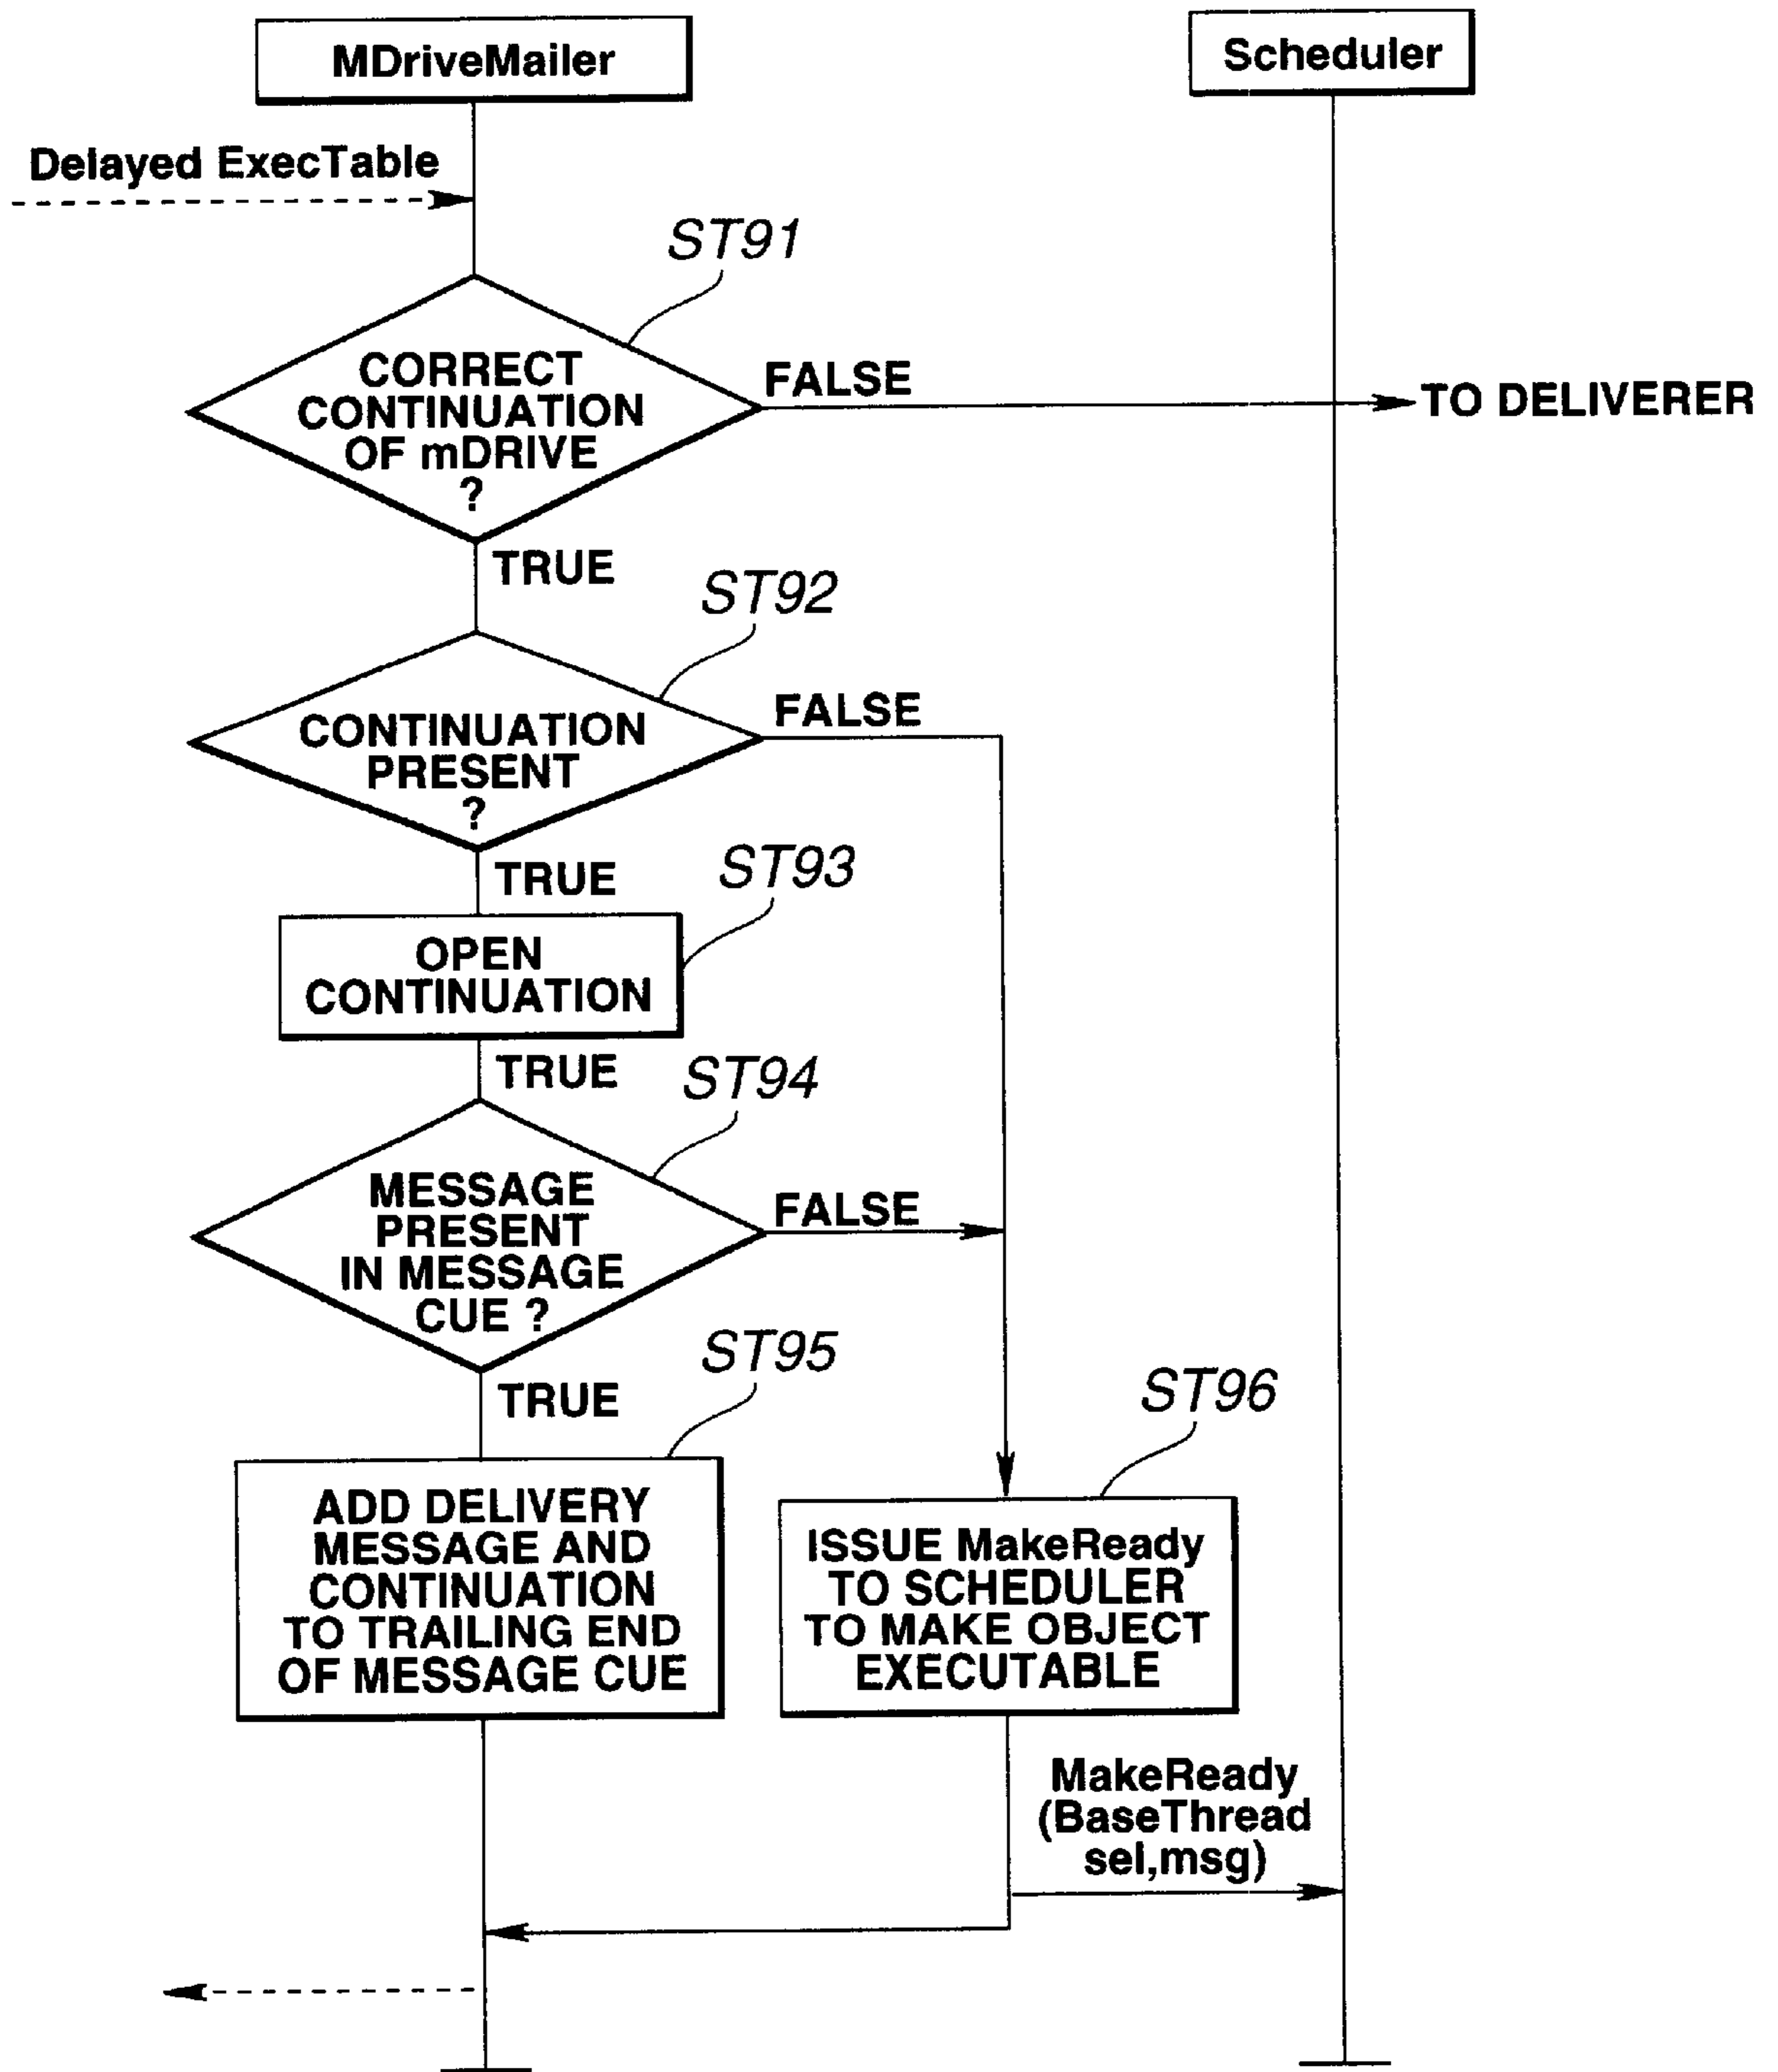 MDriveMailer
Scheduler
Delayed ExecTable
ST91
CORRECT
CONTINUATION
OF mDRIVE
?
FALSE
TO DELIVERER
TRUE
ST92
CONTINUATION
PRESENT
?
FALSE
TRUE
ST93
OPEN
CONTINUATION
TRUE
ST94
MESSAGE
PRESENT
IN MESSAGE
CUE ?
FALSE
TRUE
ST95
ADD DELIVERY
MESSAGE AND
CONTINUATION
TO TRAILING END
OF MESSAGE CUE
ST96
ISSUE MakeReady
TO SCHEDULER
TO MAKE OBJECT
EXECUTABLE
MakeReady
(BaseThread
sel,msg)